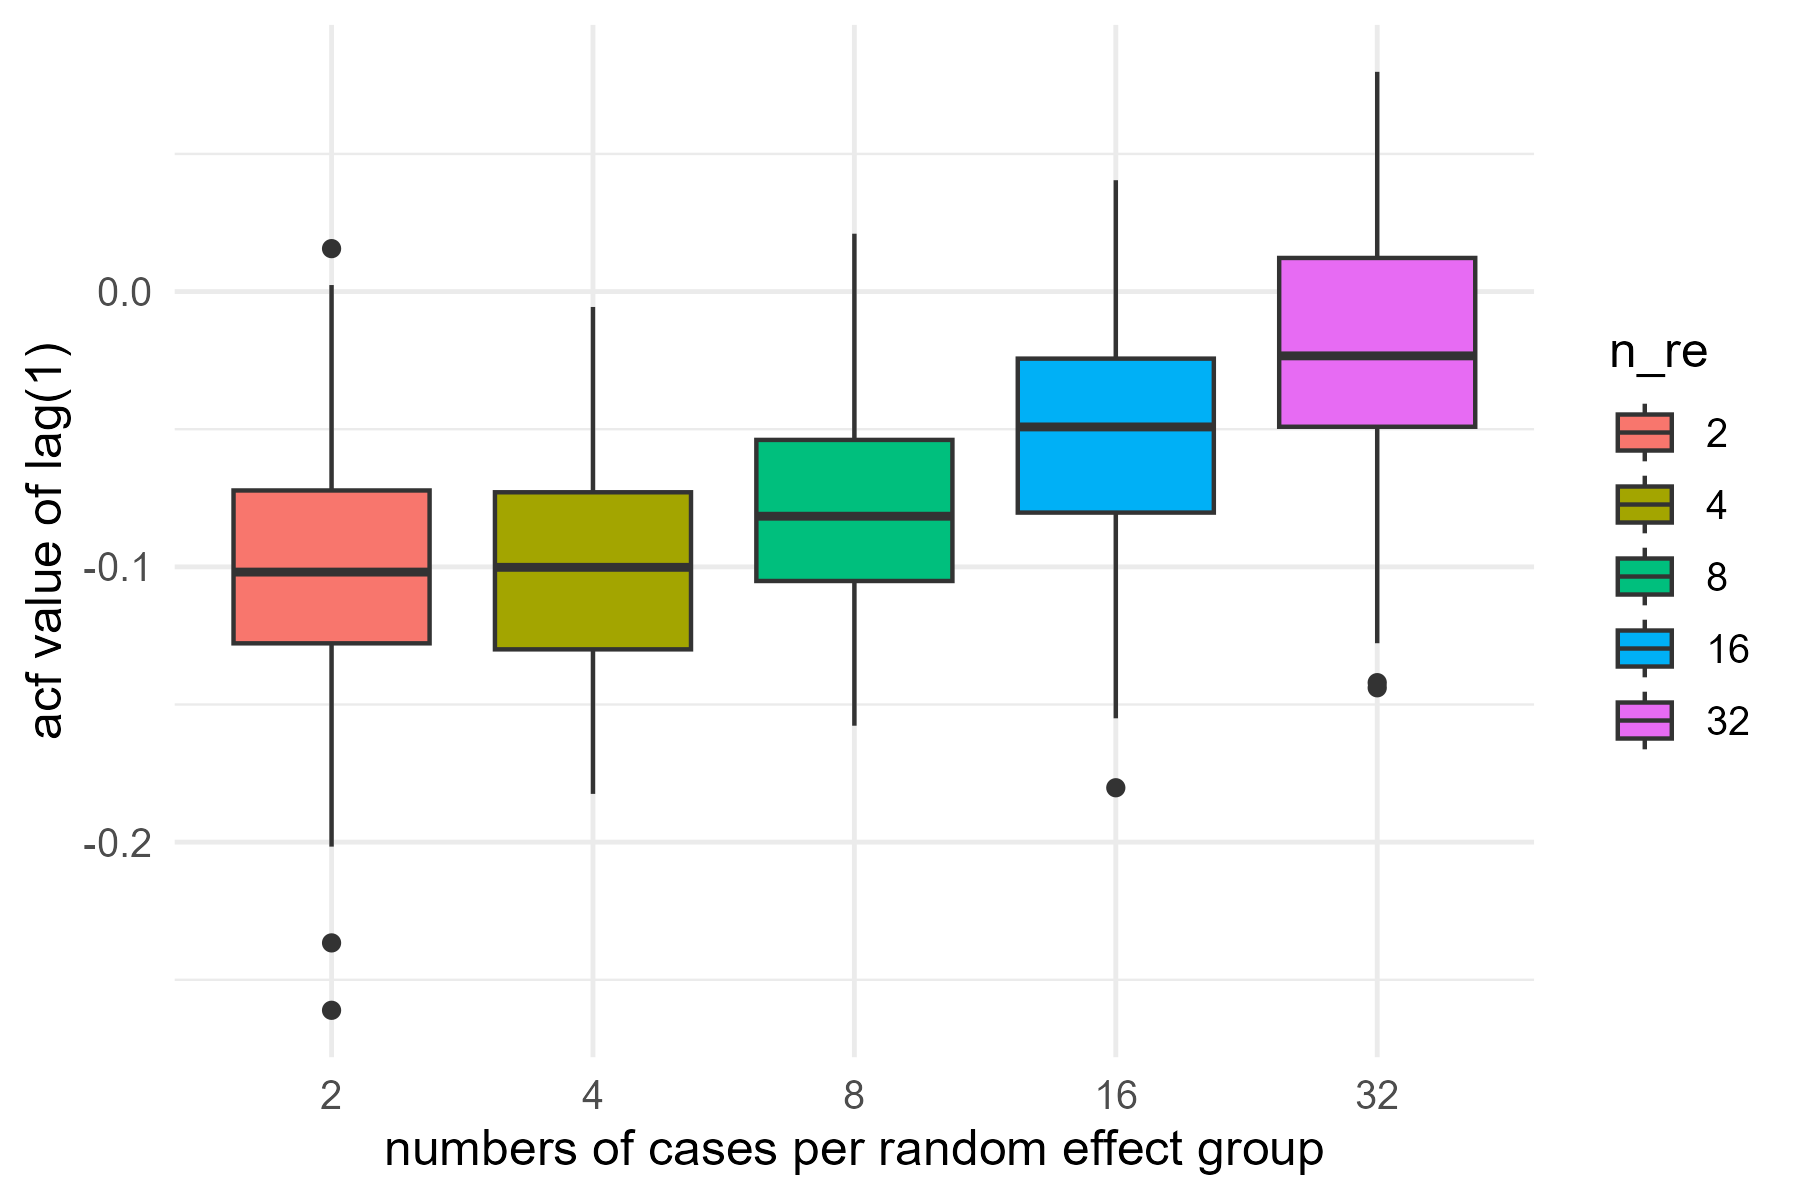 acf value of lag(1)
0.0
-0.1
-0.2
2 4 8 16 32
numbers of cases per random effect group
n_re
2
4
8
16
32